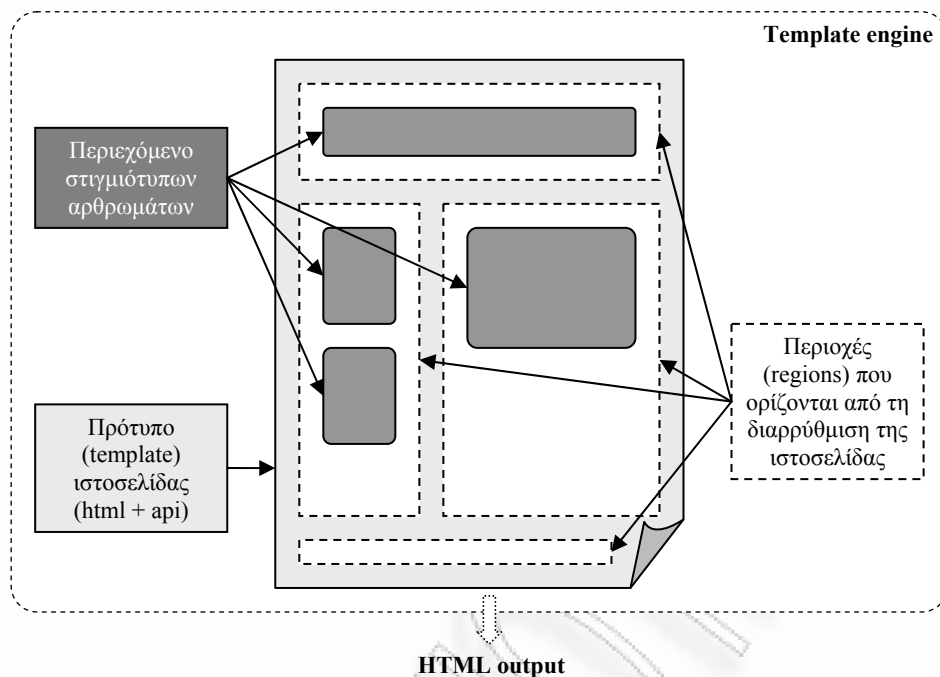 Template engine
Περιεχόμενο
στιγμιότυπων
αρθρωμάτων
Περιοχές
(regions) που
ορίζονται από τη
διαρρύθμιση της
ιστοσελίδας
Πρότυπο
(template)
ιστοσελίδας
(html + api)
HTML output